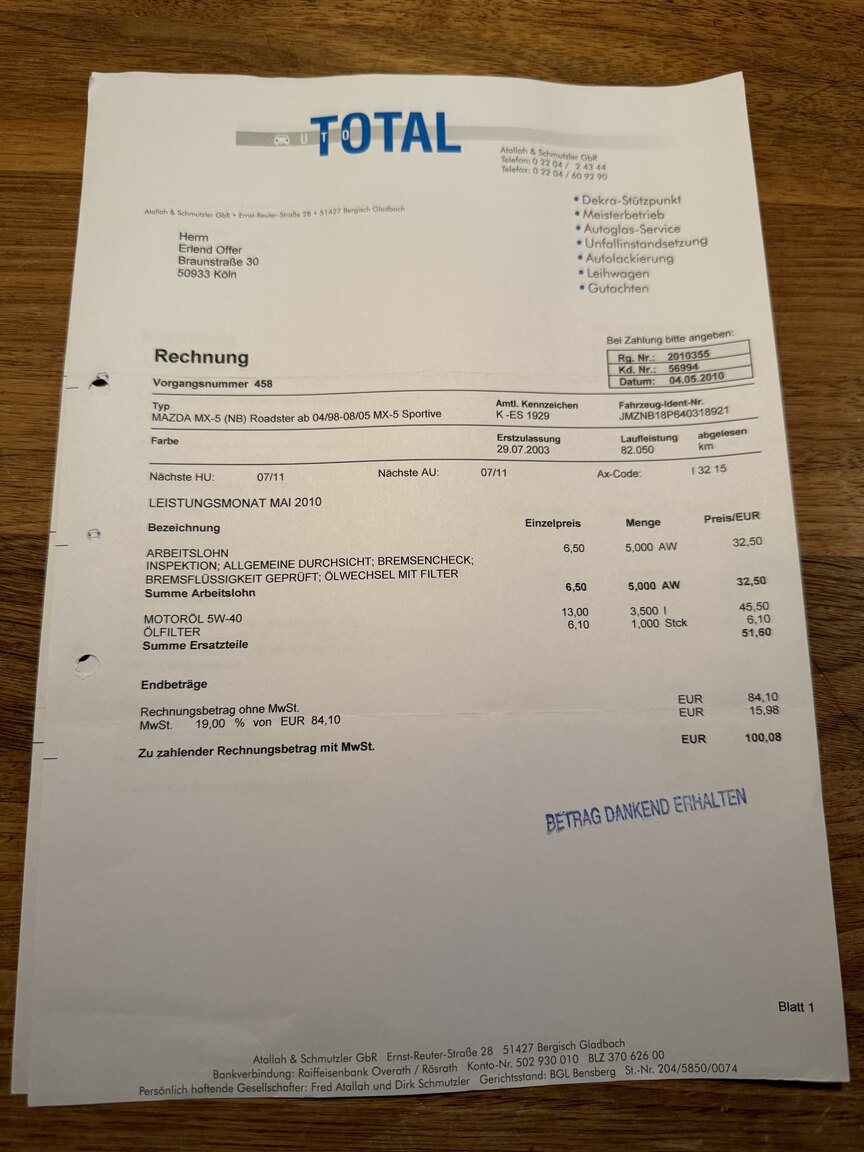 AUTO TOTAL
Atallah & Schmutzler GbR
Telefon: 0 22 04 / 2 43 44
Telefax: 0 22 04 / 60 92 90
• Dekra-Stützpunkt
• Meisterbetrieb
• Autoglas-Service
• Unfallinstandsetzung
• Autolackierung
• Leihwagen
• Gutachten
Atallah & Schmutzler GbR • Ernst-Reuter-Straße 28 • 51427 Bergisch Gladbach
Herrn
Erlend Offer
Braunstraße 30
50933 Köln
Bei Zahlung bitte angeben:
Rg. Nr.: 2010355
Kd. Nr.: 56994
Datum: 04.05.2010
Rechnung
Vorgangsnummer 458
Typ Amtl. Kennzeichen Fahrzeug-Ident-Nr.
MAZDA MX-5 (NB) Roadster ab 04/98-08/05 MX-5 Sportive K -ES 1929 JMZNB18P640318921
Farbe Erstzulassung Laufleistung abgelesen
29.07.2003 82.050 km
Nächste HU: 07/11 Nächste AU: 07/11 Ax-Code: I 32 15
LEISTUNGSMONAT MAI 2010
Bezeichnung Einzelpreis Menge Preis/EUR
ARBEITSLOHN 6,50 5,000 AW 32,50
INSPEKTION; ALLGEMEINE DURCHSICHT; BREMSENCHECK;
BREMSFLÜSSIGKEIT GEPRÜFT; ÖLWECHSEL MIT FILTER
Summe Arbeitslohn 6,50 5,000 AW 32,50
MOTORÖL 5W-40 13,00 3,500 l 45,50
ÖLFILTER 6,10 1,000 Stck 6,10
Summe Ersatzteile 51,60
Endbeträge
Rechnungsbetrag ohne MwSt. EUR 84,10
MwSt. 19,00 % von EUR 84,10 EUR 15,98
Zu zahlender Rechnungsbetrag mit MwSt. EUR 100,08
BETRAG DANKEND ERHALTEN
Blatt 1
Atallah & Schmutzler GbR Ernst-Reuter-Straße 28 51427 Bergisch Gladbach
Bankverbindung: Raiffeisenbank Overath / Rösrath Konto-Nr. 502 930 010 BLZ 370 626 00
Persönlich haftende Gesellschafter: Fred Atallah und Dirk Schmutzler Gerichtsstand: BGL Bensberg St.-Nr. 204/5850/0074